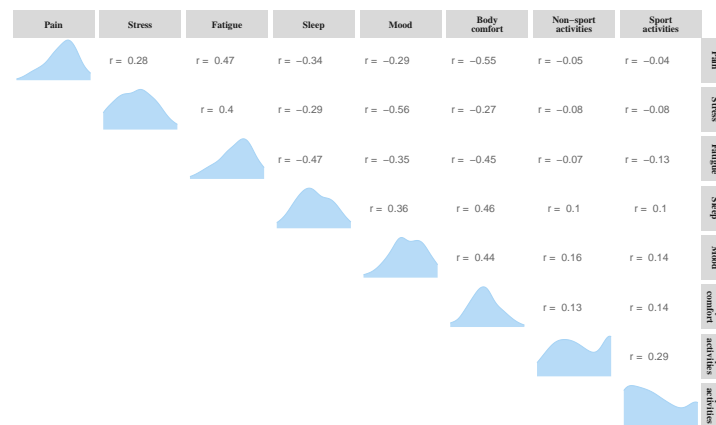 Pain Stress Fatigue Sleep Mood Body comfort Non−sport activities Sport activities
r = 0.28 r = 0.47 r = −0.34 r = −0.29 r = −0.55 r = −0.05 r = −0.04 Pain
r = 0.4 r = −0.29 r = −0.56 r = −0.27 r = −0.08 r = −0.08 Stress
r = −0.47 r = −0.35 r = −0.45 r = −0.07 r = −0.13 Fatigue
r = 0.36 r = 0.46 r = 0.1 r = 0.1 Sleep
r = 0.44 r = 0.16 r = 0.14 Mood
r = 0.13 r = 0.14 comfort
r = 0.29 activities
activities